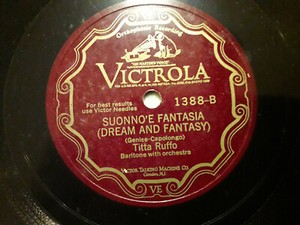 Orthophonic Recording
"HIS MASTER'S VOICE"
VICTROLA
For best results
use Victor Needles
1388-B
SUONNO'E FANTASIA
(DREAM AND FANTASY)
(Genise-Capolongo)
Titta Ruffo
Baritone with orchestra
VICTOR TALKING MACHINE CO.
Camden, N.J.
VE